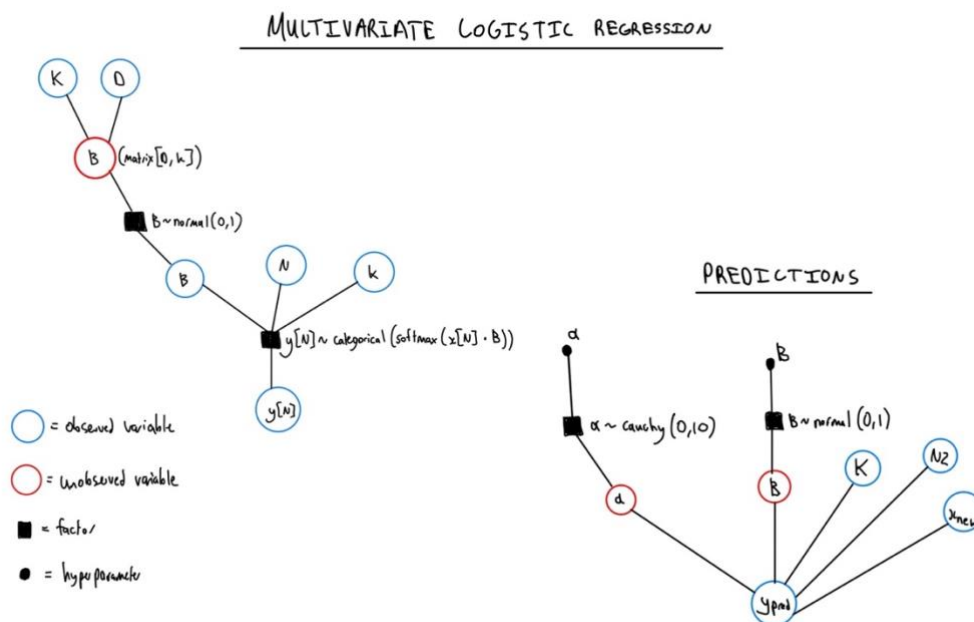 MULTIVARIATE LOGISTIC REGRESSION
K
D
B (matrix[D,k])
B~normal(0,1)
B
N
k
y[N]~ categorical (softmax(x[N]·B))
y[N]
= observed variable
= unobserved variable
= factor
= hyperparameter
PREDICTIONS
α
B
α ~ cauchy (0,10)
B~normal (0,1)
α
B
K
N2
xnew
ypred